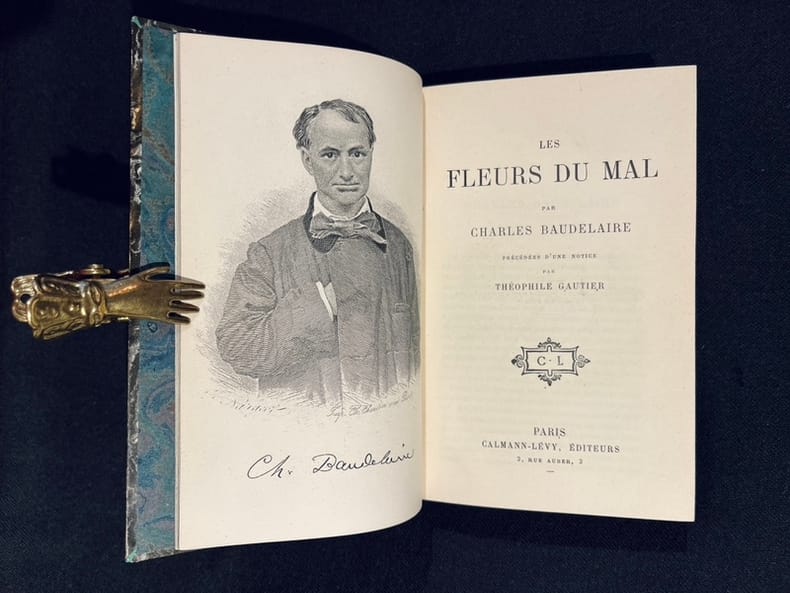 Ch. Baudelaire
LES
FLEURS DU MAL
PAR
CHARLES BAUDELAIRE
PRÉCÉDÉES D'UNE NOTICE
PAR
THÉOPHILE GAUTIER
C·L
PARIS
CALMANN-LÉVY, ÉDITEURS
3, RUE AUBER, 3